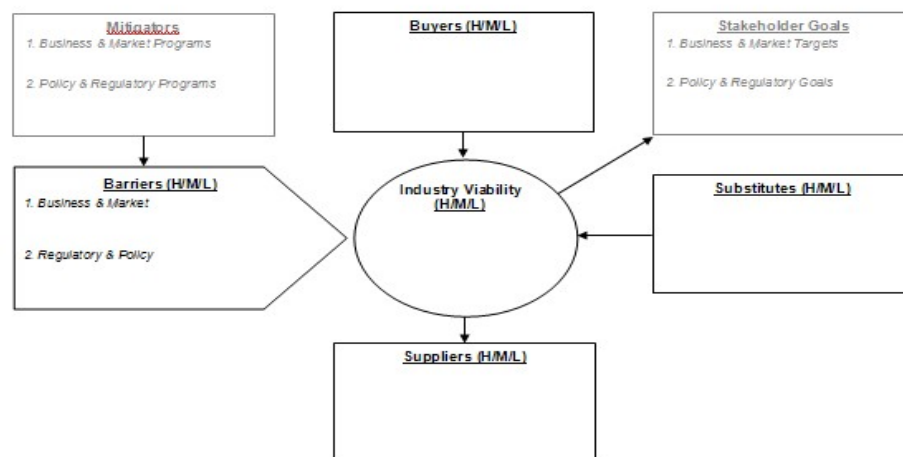 Mitigators
1. Business & Market Programs
2. Policy & Regulatory Programs
Buyers (H/M/L)
Stakeholder Goals
1. Business & Market Targets
2. Policy & Regulatory Goals
Barriers (H/M/L)
1. Business & Market
2. Regulatory & Policy
Industry Viability
(H/M/L)
Substitutes (H/M/L)
Suppliers (H/M/L)